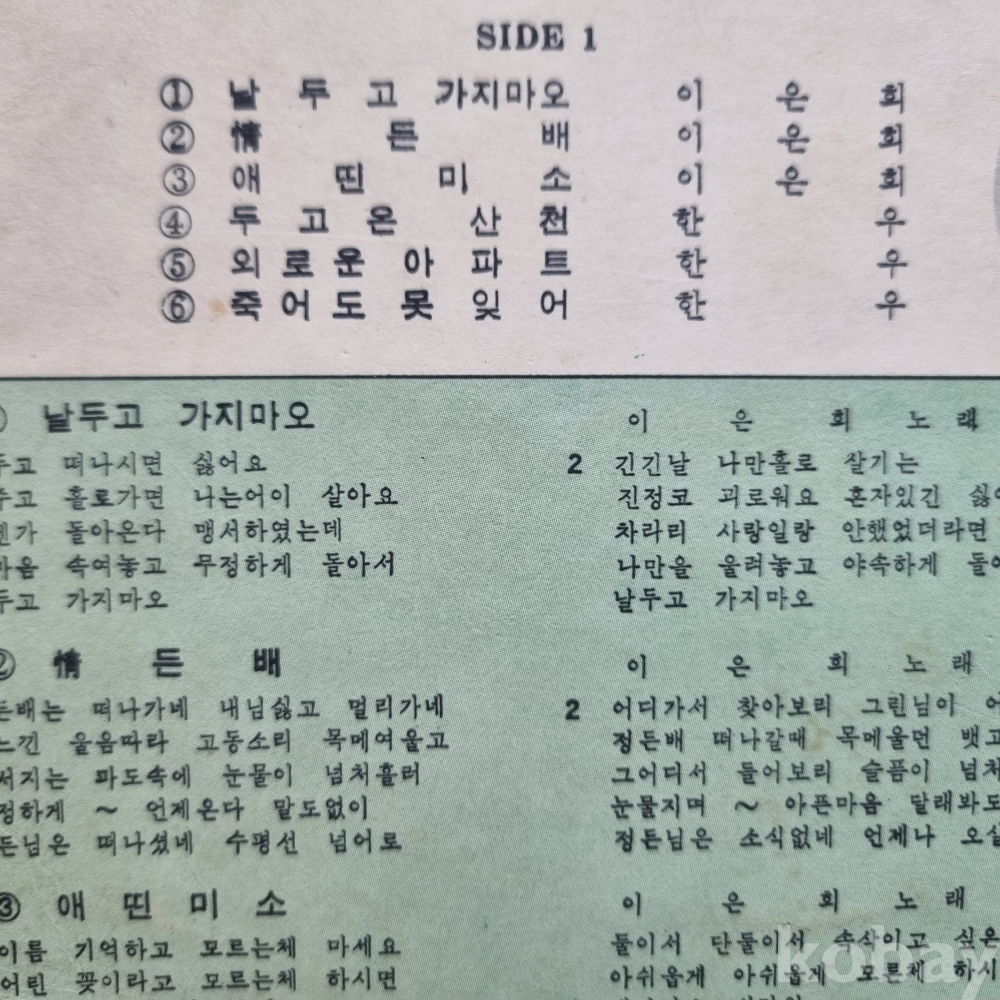 SIDE 1
① 날 두 고 가지마오 이 은 희
② 情 든 배 이 은 희
③ 애 띤 미 소 이 은 희
④ 두 고 온 산 천 한 우
⑤ 외 로 운 아 파 트 한 우
⑥ 죽 어 도 못 잊 어 한 우
날두고 가지마오 이 은 희 노 래
두고 떠나시면 싫어요
홀로가면 나는어이 살아요
돌아온다 맹서하였는데
속여놓고 무정하게 돌아서
두고 가지마오
2 긴긴날 나만홀로 살기는
진정코 괴로워요 혼자있긴
차라리 사랑일랑 안했었더라면
나만을 울려놓고 야속하게
날두고 가지마오
② 情 든 배 이 은 희 노 래
든배는 떠나가네 내님싫고 멀리가네
느낀 울음따라 고동소리 목메여울고
서지는 파도속에 눈물이 넘처흘러
정하게 ~ 언제온다 말도없이
든님은 떠나셨네 수평선 넘어로
2 어디가서 찾아보리 그린님이
정든배 떠나갈때 목메울던 뱃고
그어디서 들어보리 슬픔이 넘처
눈물지며 ~ 아픈마음 달래봐도
정든님은 소식없네 언제나 오실
③ 애 띤 미 소 이 은 희 노 래
이름 기억하고 모르는체 마세요
어린 꽃이라고 모르는체 하시면
둘이서 단둘이서 속삭이고 싶은
아쉬웁게 아쉬웁게 모른체 하시
kobay